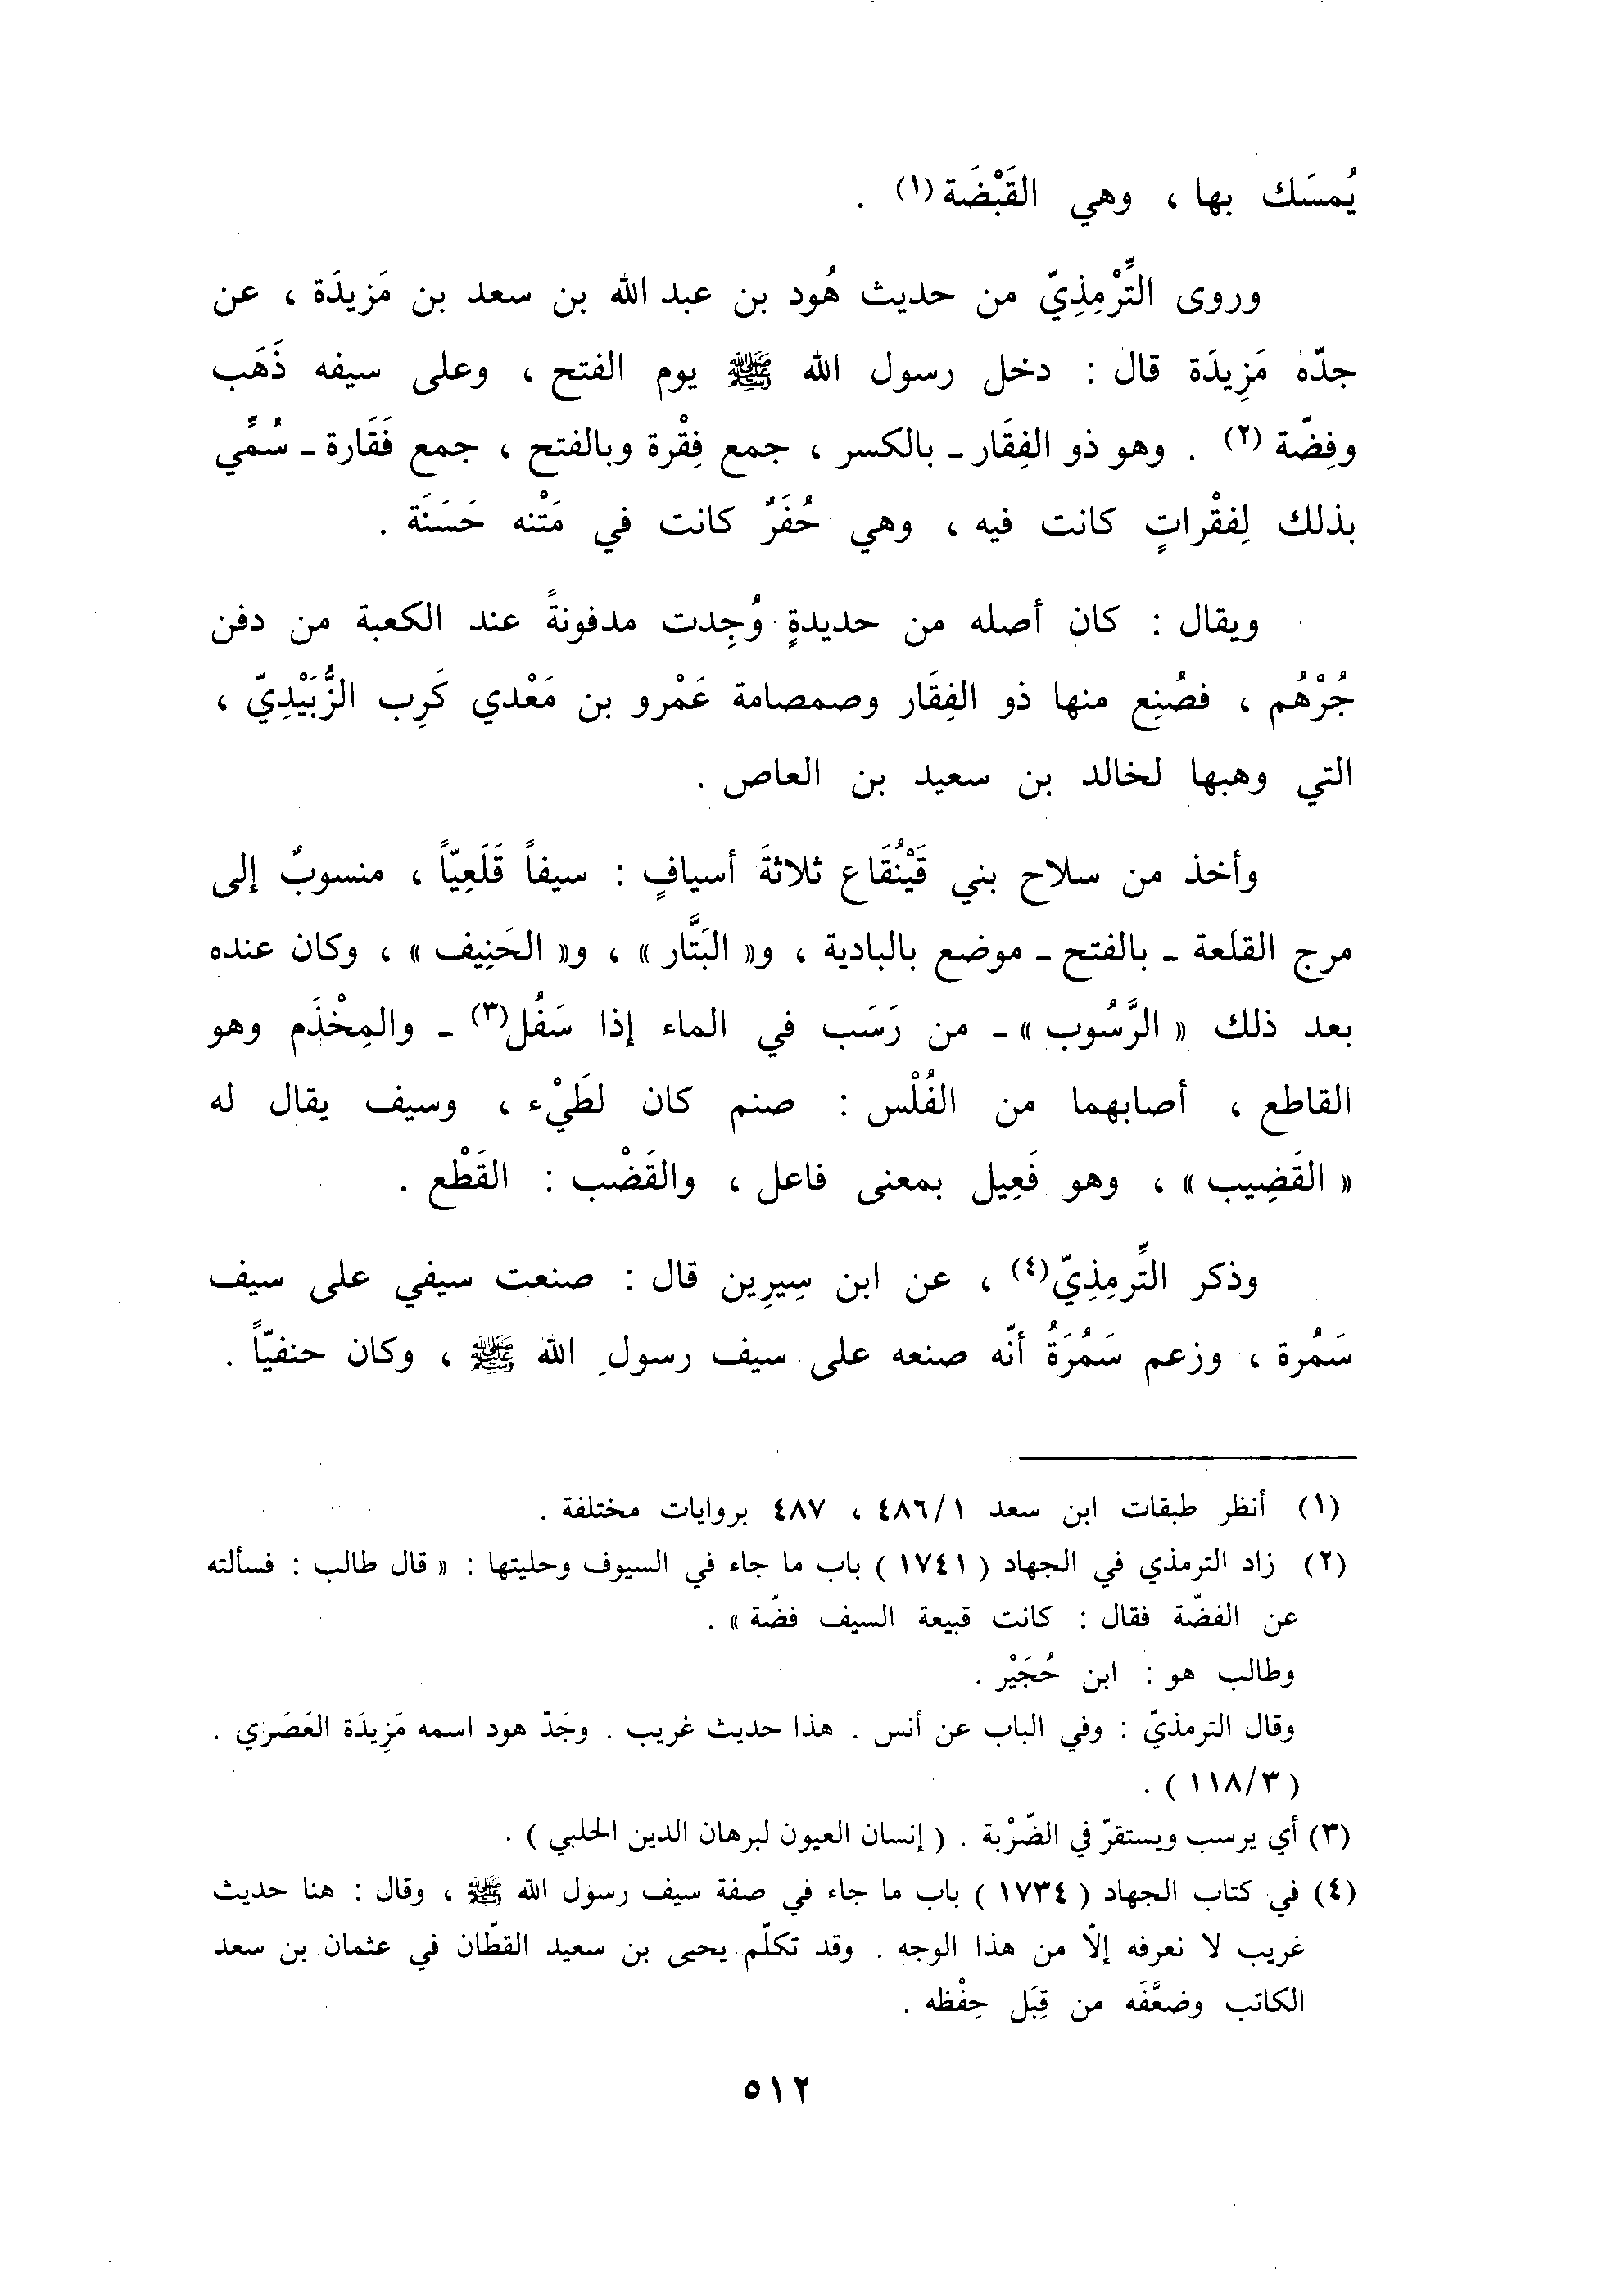 يُمسَك بها ، وهي القَبْضَة(١) .
وروى التِّرْمِذِيّ من حديث هُود بن عبد الله بن سعد بن مَزيدَة ، عن
جدّه مَزِيدَة قال : دخل رسول الله ﷺ يوم الفتح ، وعلى سيفه ذَهَب
وفِضّة (٢) . وهو ذو الفِقَار ـ بالكسر ، جمع فِقْرة وبالفتح ، جمع فَقَارة ـ سُمِّي
بذلك لِفقْراتٍ كانت فيه ، وهي حُفَرٌ كانت في مَتْنه حَسَنَة .
ويقال : كان أصله من حديدةٍ وُجِدت مدفونةً عند الكعبة من دفن
جُرْهُم ، فصُنِع منها ذو الفِقَار وصمصامة عَمْرو بن مَعْدي كَرِب الزُّبَيْدِيّ ،
التي وهبها لخالد بن سعيد بن العاص .
وأخذ من سلاح بني قَيْنُقَاع ثلاثةَ أسيافٍ : سيفاً قَلَعِيّاً ، منسوبٌ إلى
مرج القلَعة ـ بالفتح ـ موضع بالبادية ، و« البَتَّار » ، و« الحَنِيف » ، وكان عنده
بعد ذلك « الرَّسُوب » ـ من رَسَب في الماء إذا سَفُل(٣) ـ والمِخْذَم وهو
القاطع ، أصابهما من الفُلْس : صنم كان لطَيْء ، وسيف يقال له
« القَضِيب » ، وهو فَعِيل بمعنى فاعل ، والقَضْب : القَطْع .
وذكر التِّرمِذِيّ(٤) ، عن ابن سِيرِين قال : صنعت سيفي على سيف
سَمُرة ، وزعم سَمُرَةُ أنّه صنعه على سيف رسولِ الله ﷺ ، وكان حنفيّاً .
(١) أنظر طبقات ابن سعد ٤٨٦/١ ، ٤٨٧ بروايات مختلفة .
(٢) زاد الترمذي في الجهاد ( ١٧٤١ ) باب ما جاء في السيوف وحليتها : « قال طالب : فسألته
عن الفضّة فقال : كانت قبيعة السيف فضّة » .
وطالب هو : ابن حُجَيْر .
وقال الترمذيّ : وفي الباب عن أنس . هذا حديث غريب . وجَدّ هود اسمه مَزِيدَة العَصَري .
( ١١٨/٣ ) .
(٣) أي يرسب ويستقرّ في الضّرْبة . ( إنسان العيون لبرهان الدين الحلبي ) .
(٤) في كتاب الجهاد ( ١٧٣٤ ) باب ما جاء في صفة سيف رسول الله ﷺ ، وقال : هنا حديث
غريب لا نعرفه إلاّ من هذا الوجه . وقد تكلّم يحيى بن سعيد القطّان في عثمان بن سعد
الكاتب وضعَّفَه من قِبَل حِفْظه .
٥١٢